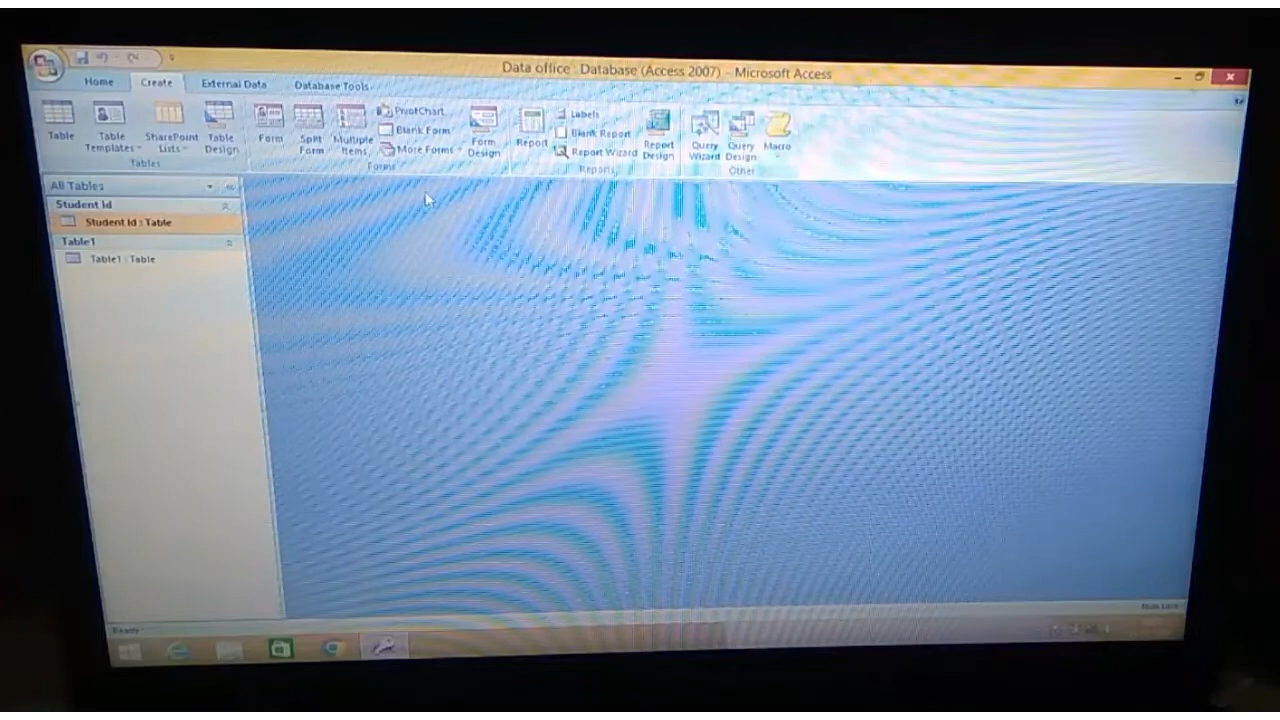 Data office : Database (Access 2007) - Microsoft Access
Home Create External Data Database Tools
Table
Table Templates
SharePoint Lists
Table Design
Tables
Form
Split Form
Multiple Items
PivotChart
Blank Form
More Forms
Form Design
Forms
Report
Labels
Blank Report
Report Wizard
Report Design
Reports
Query Wizard
Query Design
Macro
Other
All Tables
Student Id
Student Id : Table
Table1
Table1 : Table
Ready
Num Lock